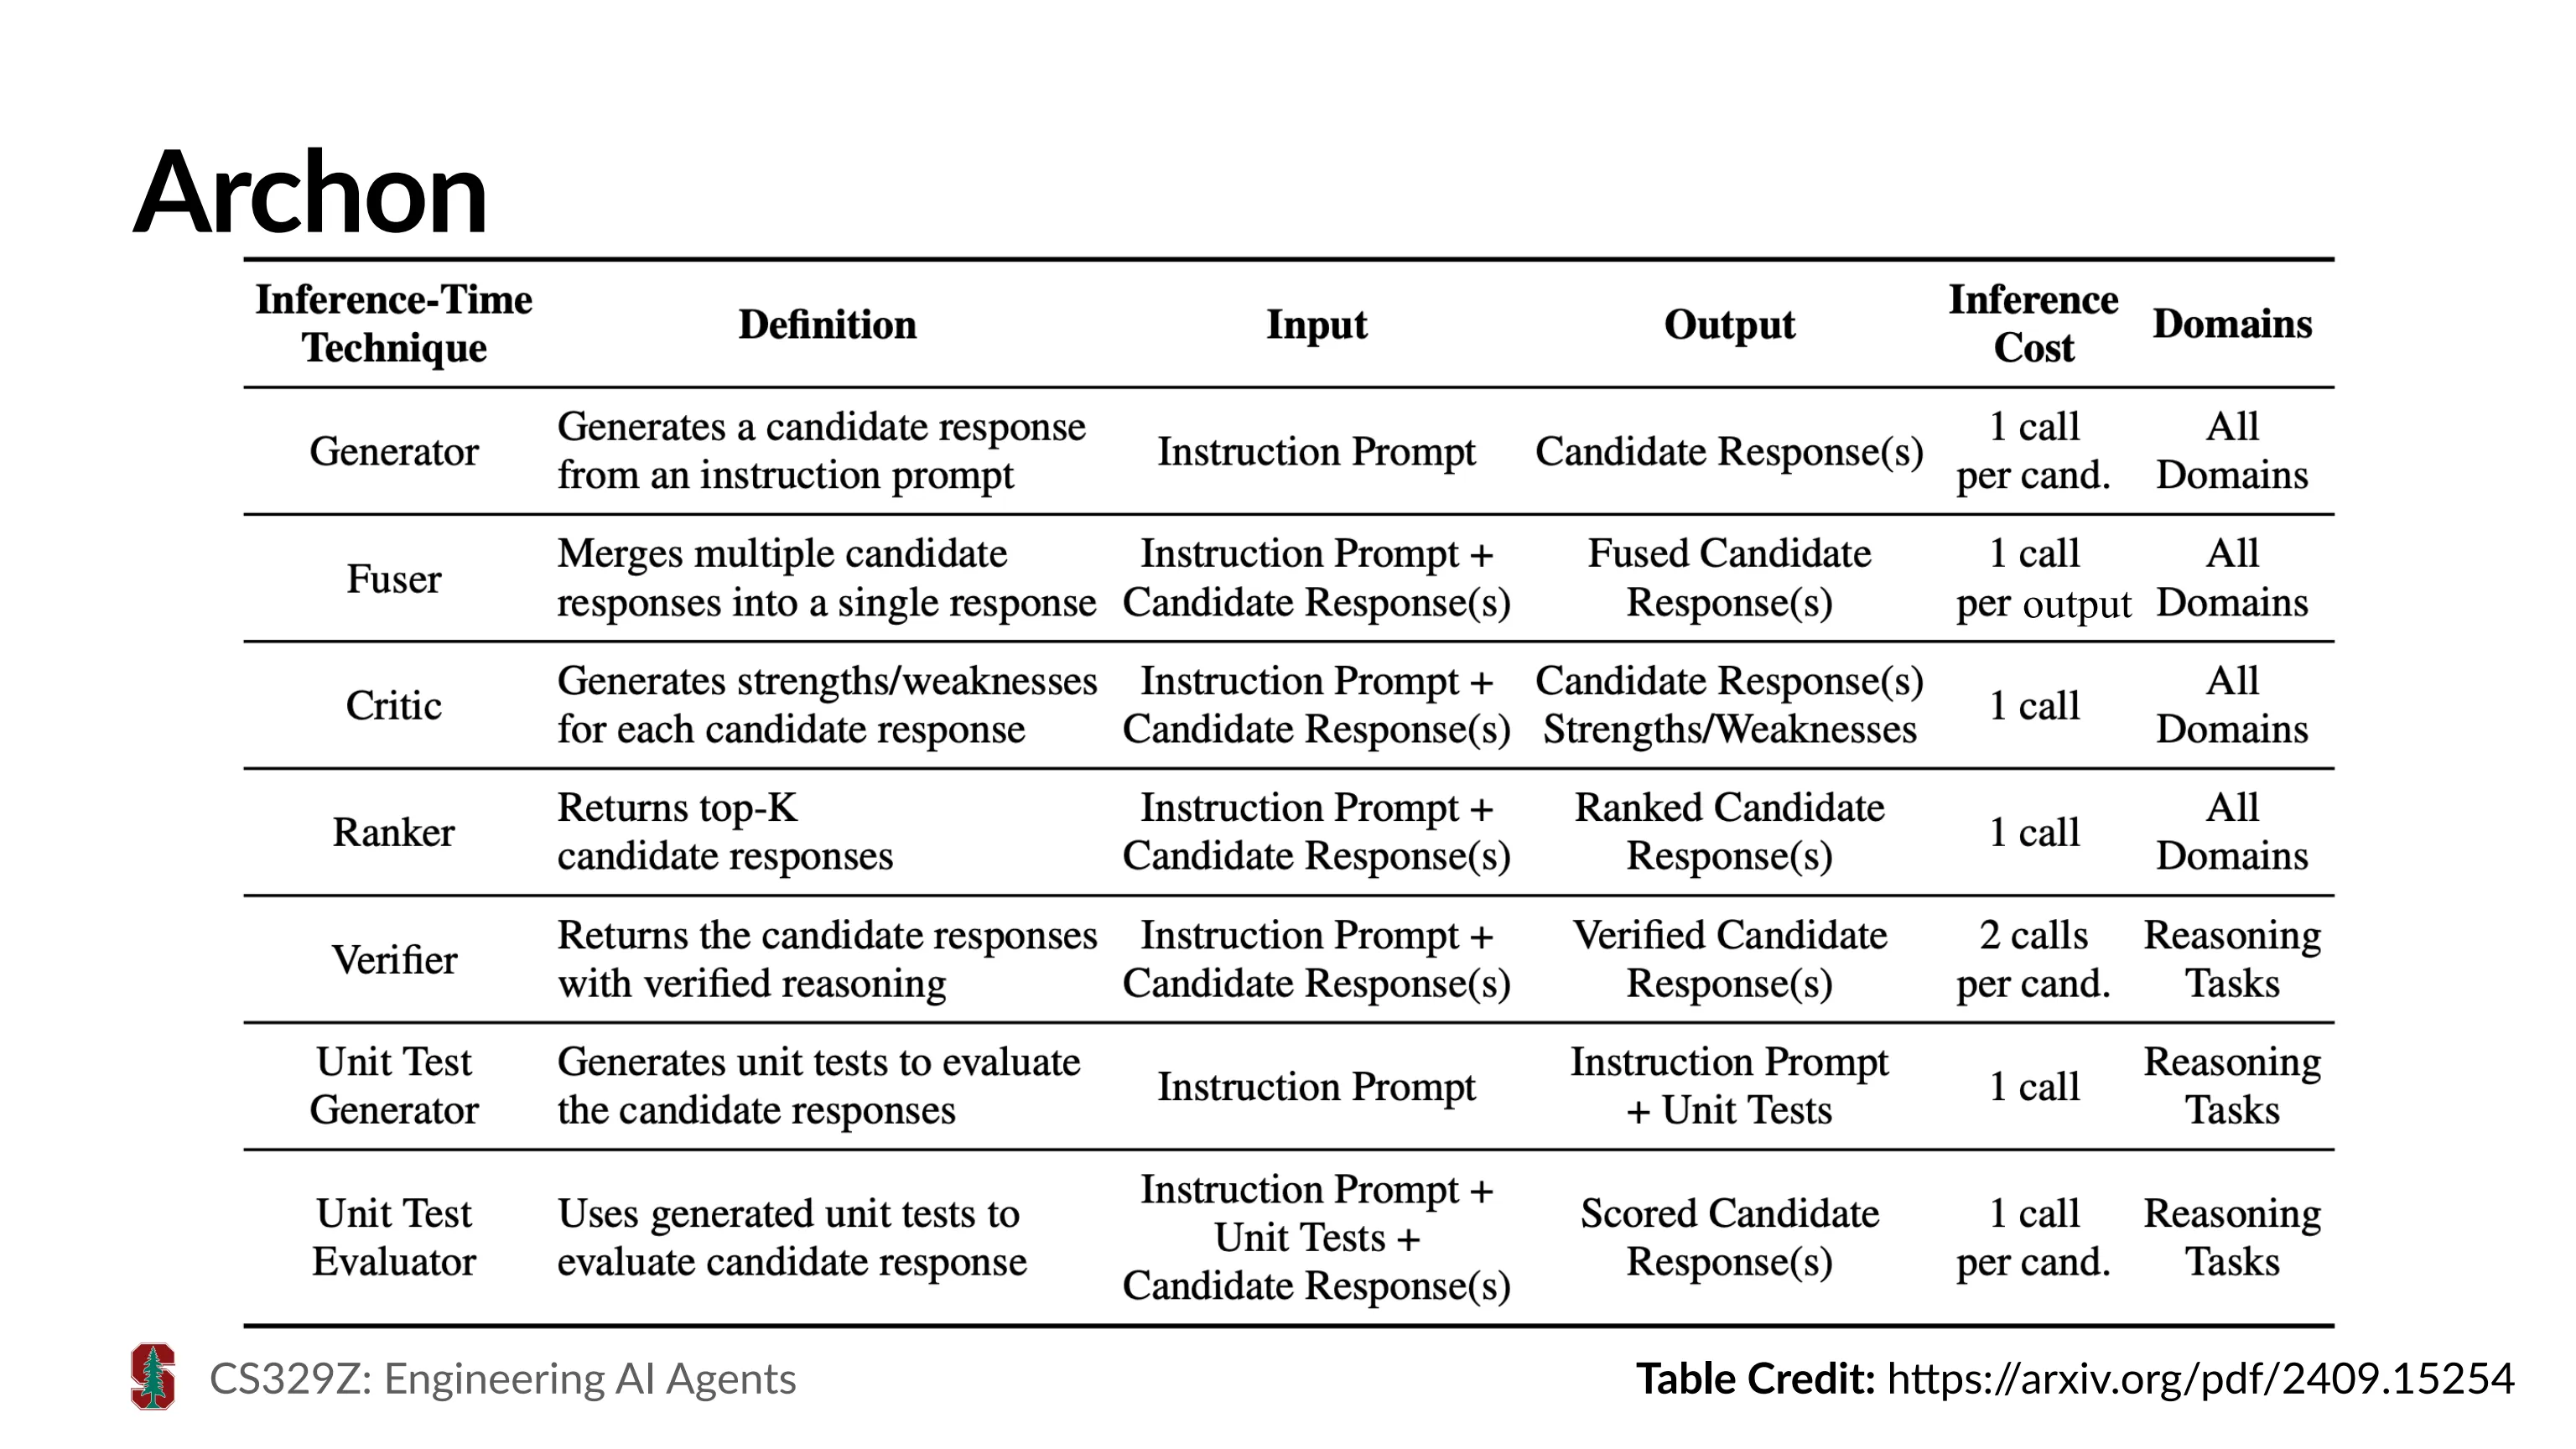 Archon
Inference-Time
Technique
Definition
Input
Output
Inference
Cost
Domains
Generator
Generates a candidate response
from an instruction prompt
Instruction Prompt
Candidate Response(s)
1 call
per cand.
All
Domains
Fuser
Merges multiple candidate
responses into a single response
Instruction Prompt +
Candidate Response(s)
Fused Candidate
Response(s)
1 call
per output
All
Domains
Critic
Generates strengths/weaknesses
for each candidate response
Instruction Prompt +
Candidate Response(s)
Candidate Response(s)
Strengths/Weaknesses
1 call
All
Domains
Ranker
Returns top-K
candidate responses
Instruction Prompt +
Candidate Response(s)
Ranked Candidate
Response(s)
1 call
All
Domains
Verifier
Returns the candidate responses
with verified reasoning
Instruction Prompt +
Candidate Response(s)
Verified Candidate
Response(s)
2 calls
per cand.
Reasoning
Tasks
Unit Test
Generator
Generates unit tests to evaluate
the candidate responses
Instruction Prompt
Instruction Prompt
+ Unit Tests
1 call
Reasoning
Tasks
Unit Test
Evaluator
Uses generated unit tests to
evaluate candidate response
Instruction Prompt +
Unit Tests +
Candidate Response(s)
Scored Candidate
Response(s)
1 call
per cand.
Reasoning
Tasks
CS329Z: Engineering AI Agents
Table Credit: https://arxiv.org/pdf/2409.15254